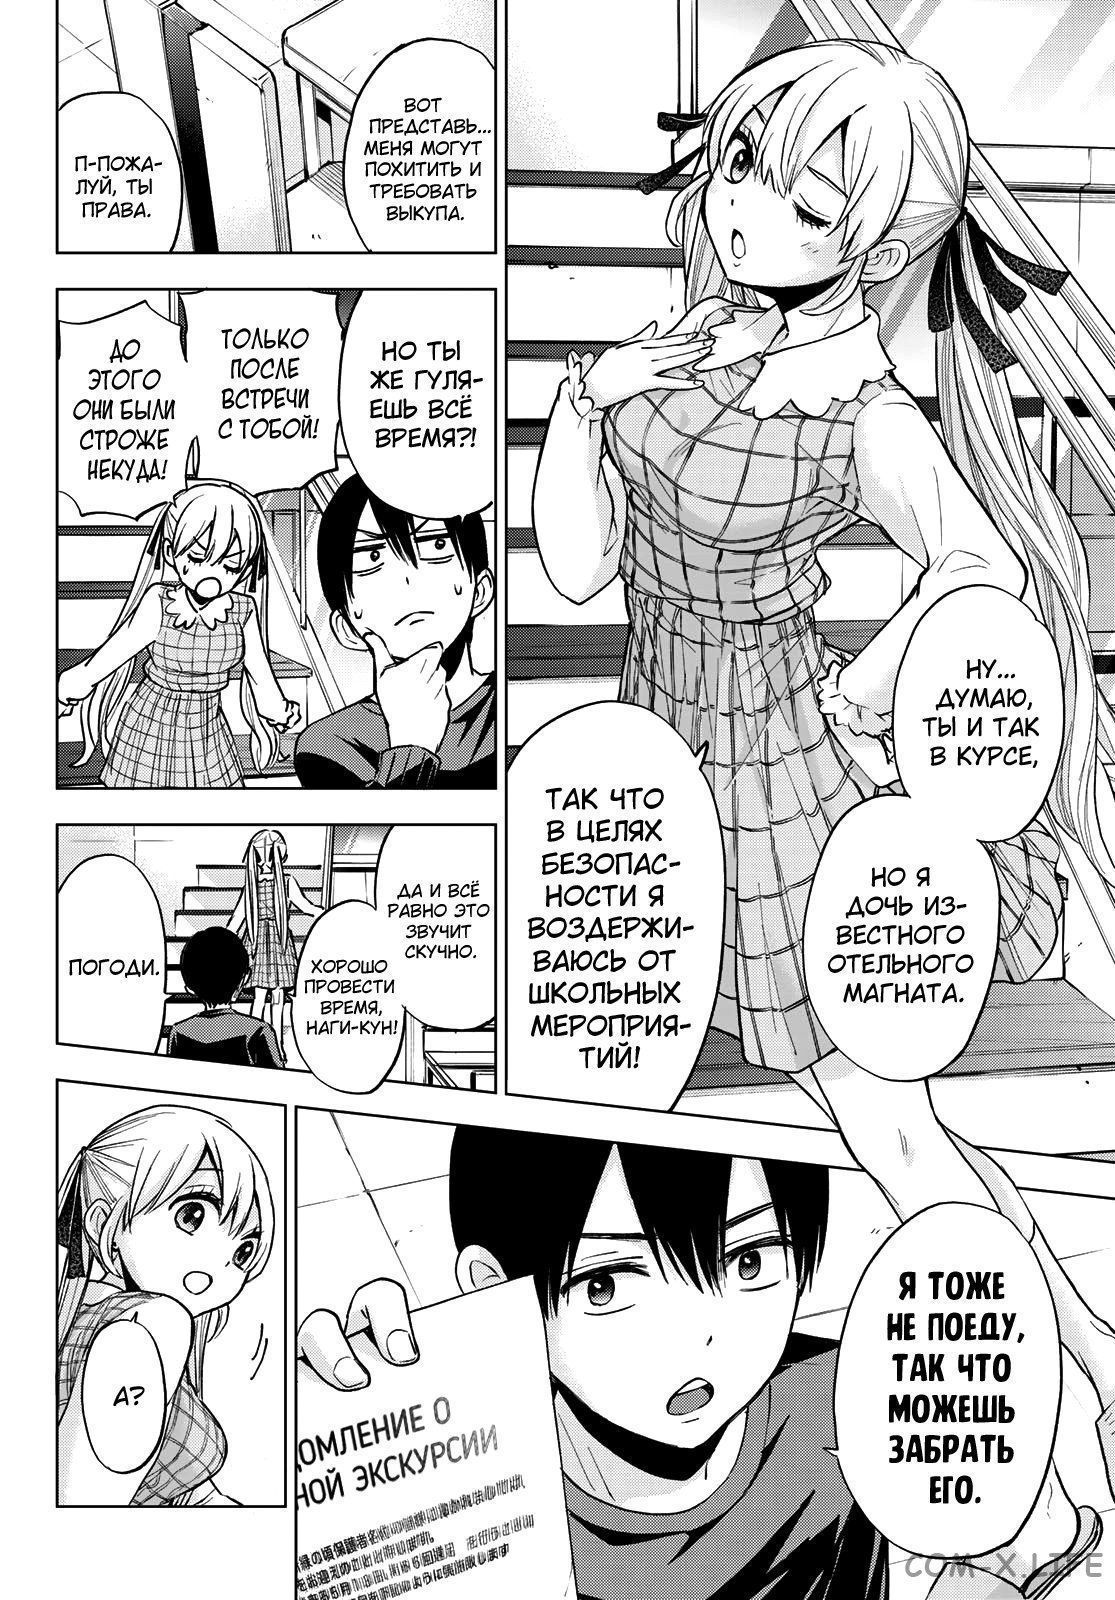 НУ...
ДУМАЮ,
ТЫ И ТАК
В КУРСЕ,
НО Я
ДОЧЬ ИЗ-
ВЕСТНОГО
ОТЕЛЬНОГО
МАГНАТА.
ТАК ЧТО
В ЦЕЛЯХ
БЕЗОПАС-
НОСТИ Я
ВОЗДЕРЖИ-
ВАЮСЬ ОТ
ШКОЛЬНЫХ
МЕРОПРИЯ-
ТИЙ!
ВОТ
ПРЕДСТАВЬ...
МЕНЯ МОГУТ
ПОХИТИТЬ И
ТРЕБОВАТЬ
ВЫКУПА.
П-ПОЖА-
ЛУЙ, ТЫ
ПРАВА.
НО ТЫ
ЖЕ ГУЛЯ-
ЕШЬ ВСЁ
ВРЕМЯ?!
ТОЛЬКО
ПОСЛЕ
ВСТРЕЧИ
С ТОБОЙ!
ДО
ЭТОГО
ОНИ БЫЛИ
СТРОЖЕ
НЕКУДА!
ДА И ВСЁ
РАВНО ЭТО
ЗВУЧИТ
СКУЧНО.
ХОРОШО
ПРОВЕСТИ
ВРЕМЯ,
НАГИ-КУН!
ПОГОДИ.
Я ТОЖЕ
НЕ ПОЕДУ,
ТАК ЧТО
МОЖЕШЬ
ЗАБРАТЬ
ЕГО.
ДОМЛЕНИЕ О
НОЙ ЭКСКУРСИИ
А?
COM-X.LIFE